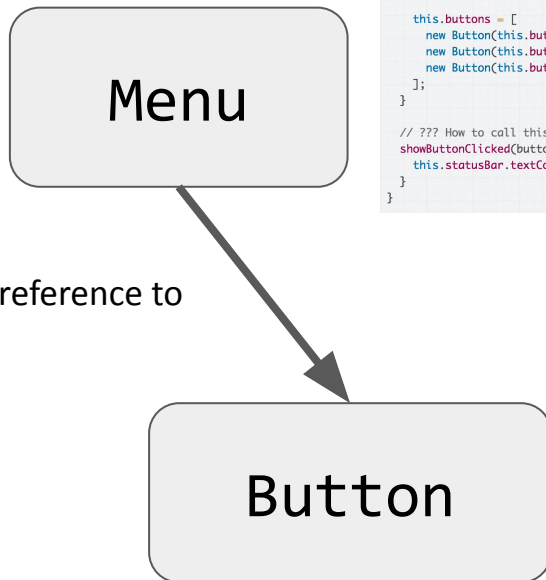 Menu
this.buttons = [
new Button(this.but
new Button(this.but
new Button(this.but
];
}
// ??? How to call this
showButtonClicked(butto
this.statusBar.textCo
}
}
reference to
Button